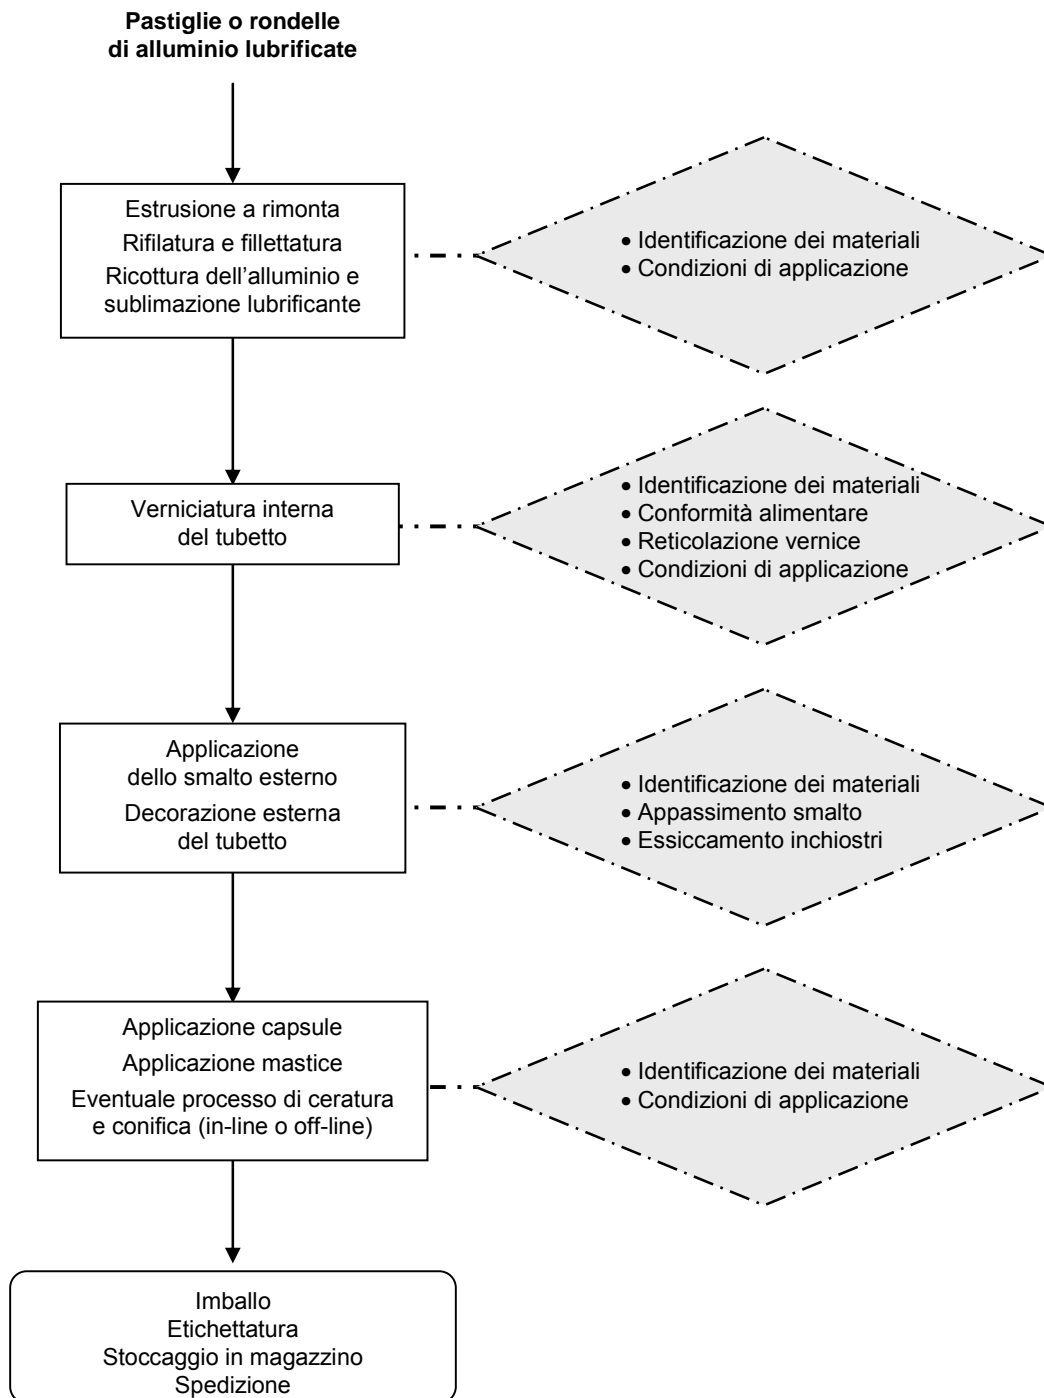 Pastiglie o rondelle
di alluminio lubrificate
Estrusione a rimonta
Rifilatura e fillettatura
Ricottura dell'alluminio e
sublimazione lubrificante
• Identificazione dei materiali
• Condizioni di applicazione
Verniciatura interna
del tubetto
• Identificazione dei materiali
• Conformità alimentare
• Reticolazione vernice
• Condizioni di applicazione
Applicazione
dello smalto esterno
Decorazione esterna
del tubetto
• Identificazione dei materiali
• Appassimento smalto
• Essiccamento inchiostri
Applicazione capsule
Applicazione mastice
Eventuale processo di ceratura
e conifica (in-line o off-line)
• Identificazione dei materiali
• Condizioni di applicazione
Imballo
Etichettatura
Stoccaggio in magazzino
Spedizione